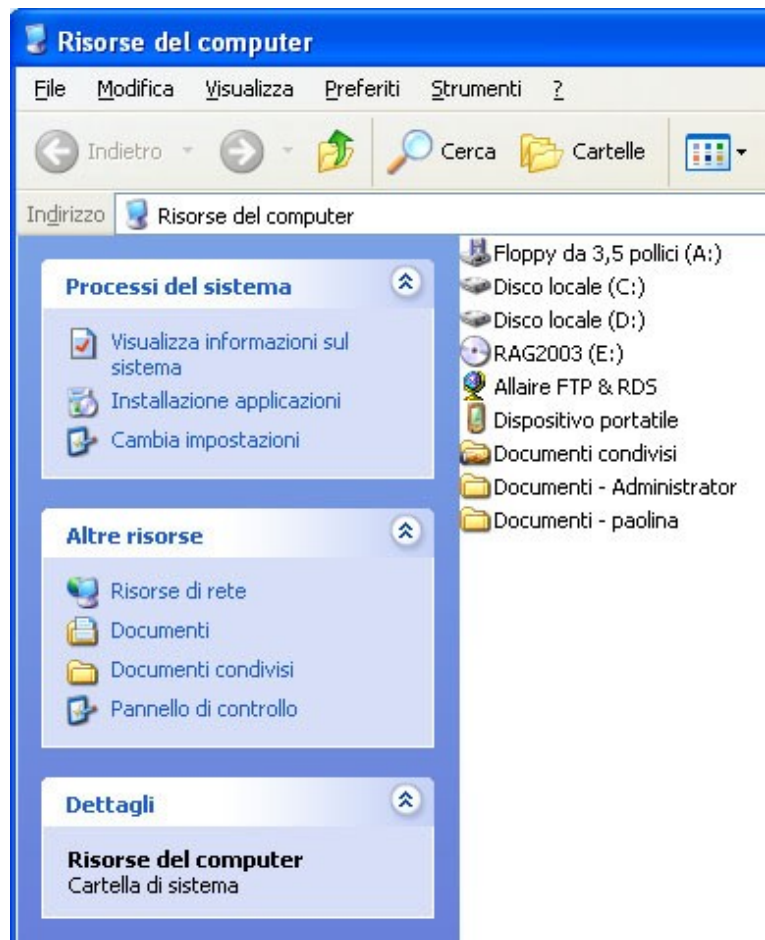 Risorse del computer
File Modifica Visualizza Preferiti Strumenti ?
Indietro Cerca Cartelle
Indirizzo Risorse del computer
Processi del sistema
Visualizza informazioni sul
sistema
Installazione applicazioni
Cambia impostazioni
Altre risorse
Risorse di rete
Documenti
Documenti condivisi
Pannello di controllo
Dettagli
Risorse del computer
Cartella di sistema
Floppy da 3,5 pollici (A:)
Disco locale (C:)
Disco locale (D:)
RAG2003 (E:)
Allaire FTP & RDS
Dispositivo portatile
Documenti condivisi
Documenti - Administrator
Documenti - paolina